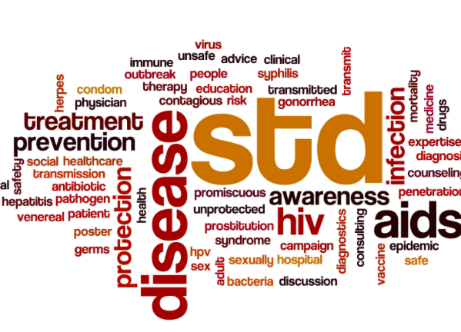 virus
immune unsafe advice clinical
outbreak people syphilis transmit
herpes condom therapy education transmitted mortality
physician contagious risk gonorrhea medicine
treatment std infection drugs
prevention disease expertise
safety social healthcare diagnosis
transmission counseling
al antibiotic protection promiscuous awareness penetration
hepatitis pathogen health unprotected hiv aids
venereal patient prostitution diagnostics consulting
poster syndrome campaign epidemic
germs hpv adult sexually hospital vaccine safe
sex bacteria discussion